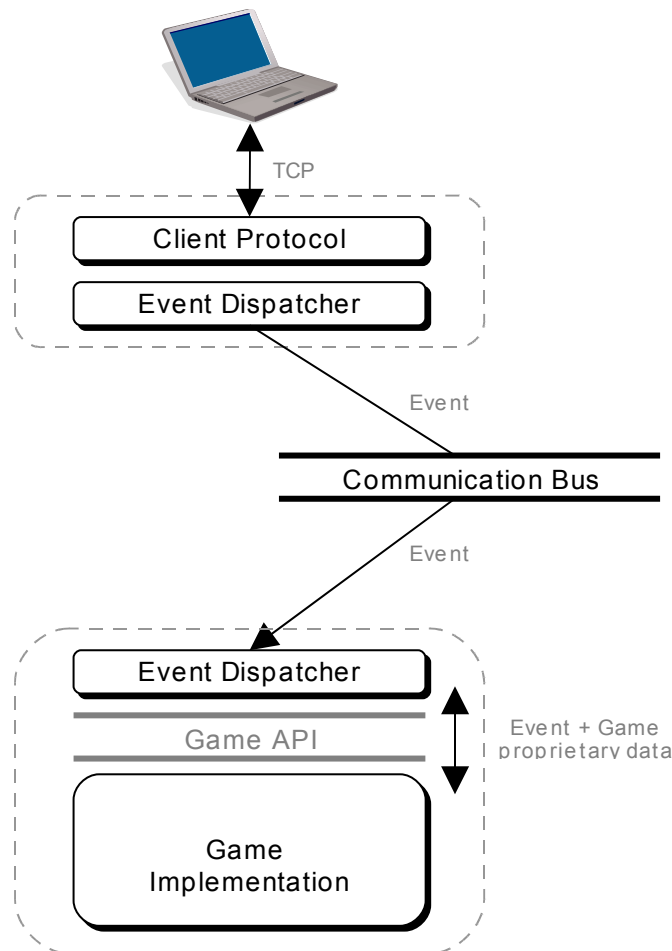 TCP
Client Protocol
Event Dispatcher
Event
Communication Bus
Event
Event Dispatcher
Game API
Event + Game
proprietary data
Game
Implementation